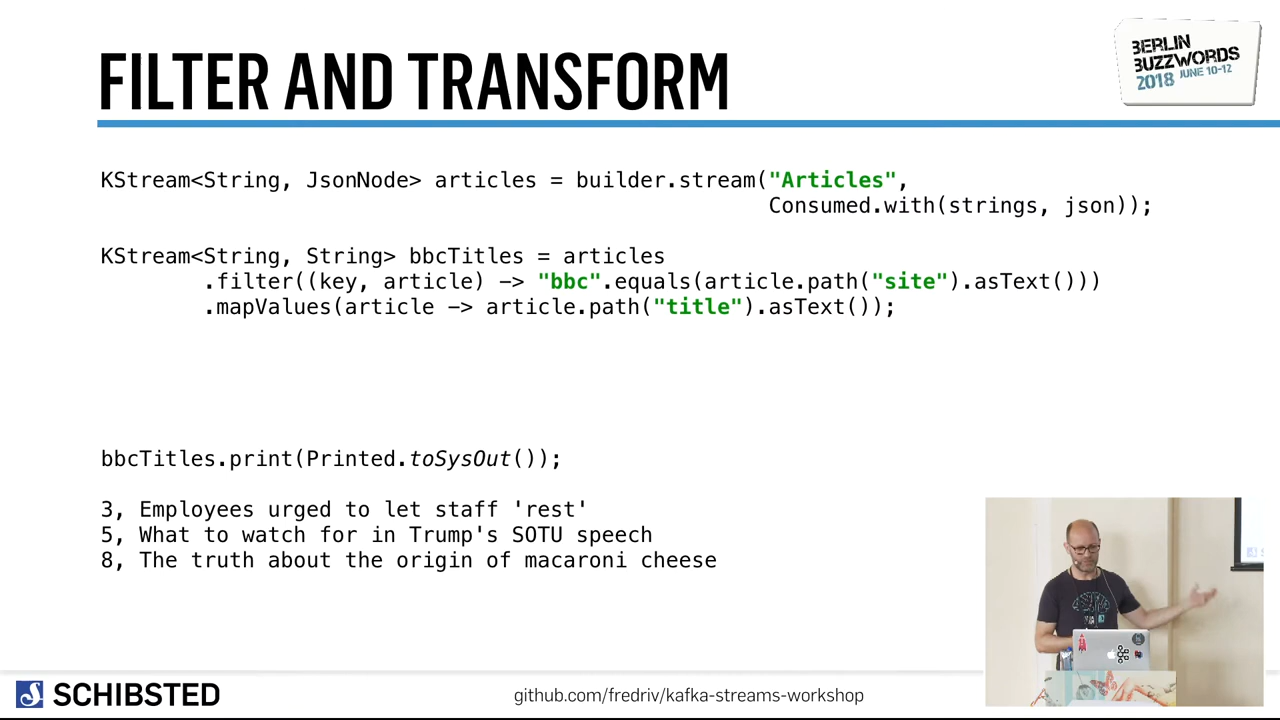 FILTER AND TRANSFORM
BERLIN
BUZZWORDS
2018 JUNE 10-12
KStream<String, JsonNode> articles = builder.stream("Articles",
Consumed.with(strings, json));
KStream<String, String> bbcTitles = articles
.filter((key, article) -> "bbc".equals(article.path("site").asText()))
.mapValues(article -> article.path("title").asText());
bbcTitles.print(Printed.toSysOut());
3, Employees urged to let staff 'rest'
5, What to watch for in Trump's SOTU speech
8, The truth about the origin of macaroni cheese
SCHIBSTED
github.com/fredriv/kafka-streams-workshop